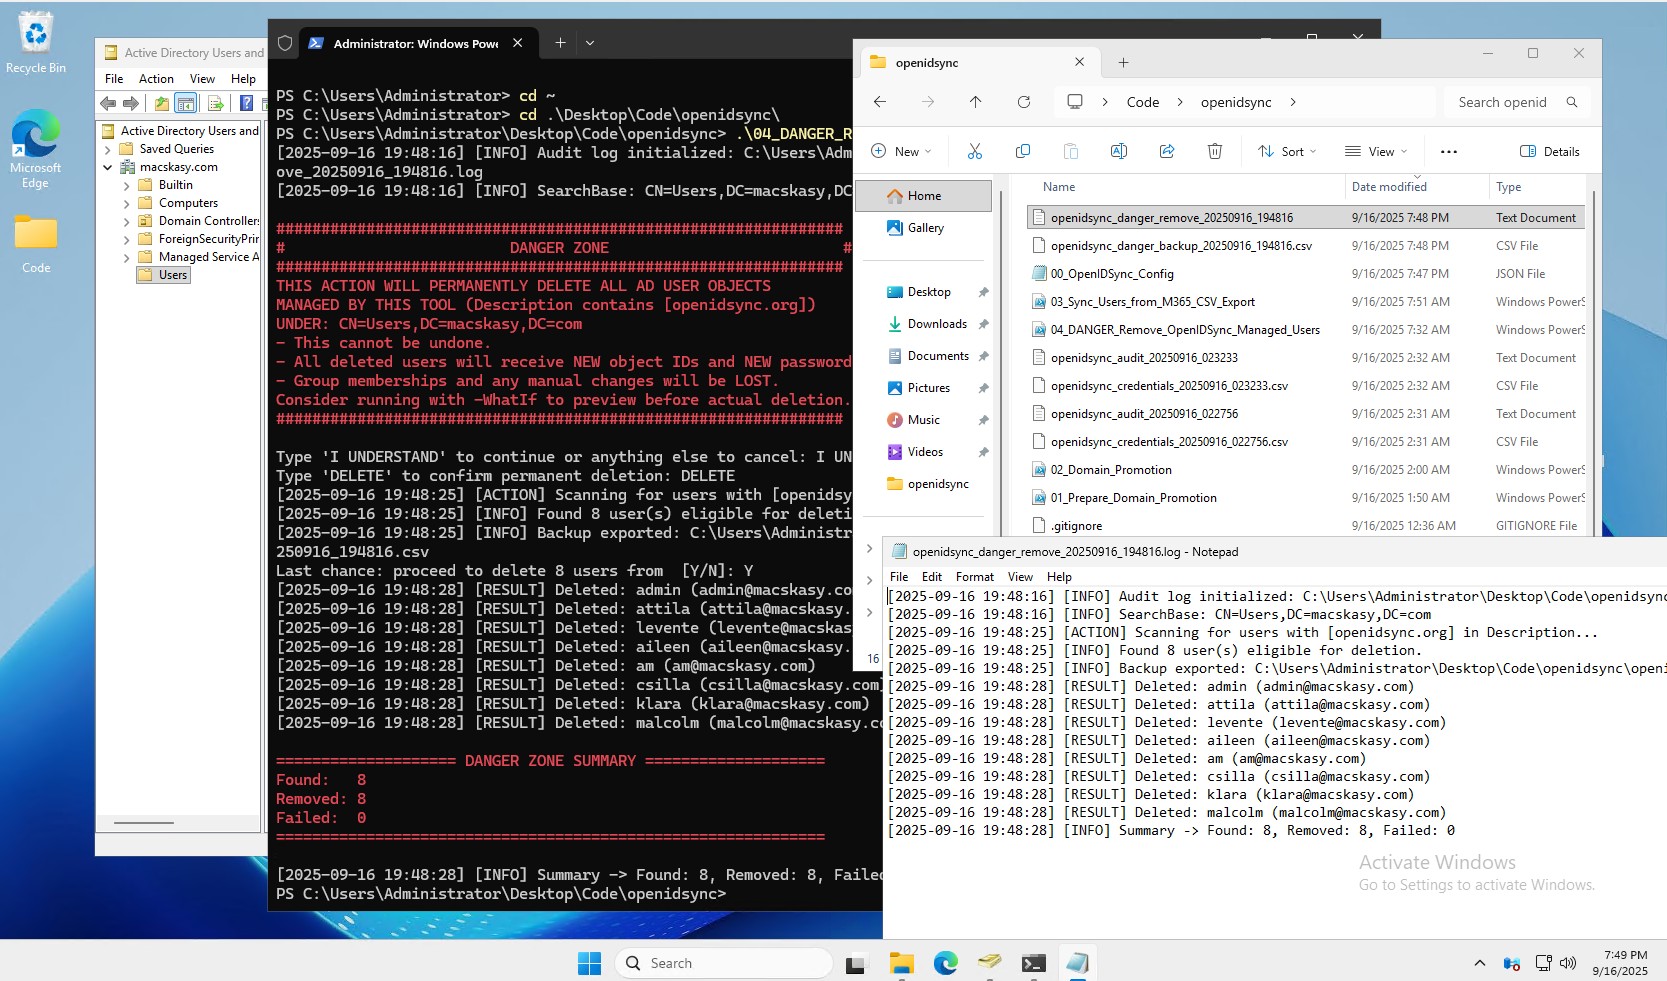 Recycle Bin
Microsoft
Edge
Code
Active Directory Users and
File Action View Help
Active Directory Users and
Saved Queries
macskasy.com
Builtin
Computers
Domain Controllers
ForeignSecurityPrin
Managed Service A
Users
Administrator: Windows Powe
PS C:\Users\Administrator> cd ~
PS C:\Users\Administrator> cd .\Desktop\Code\openidsync\
PS C:\Users\Administrator\Desktop\Code\openidsync> .\04_DANGER_R
[2025-09-16 19:48:16] [INFO] Audit log initialized: C:\Users\Adm
ove_20250916_194816.log
[2025-09-16 19:48:16] [INFO] SearchBase: CN=Users,DC=macskasy,DC
###############################################################
# DANGER ZONE #
###############################################################
THIS ACTION WILL PERMANENTLY DELETE ALL AD USER OBJECTS
MANAGED BY THIS TOOL (Description contains [openidsync.org])
UNDER: CN=Users,DC=macskasy,DC=com
- This cannot be undone.
- All deleted users will receive NEW object IDs and NEW password
- Group memberships and any manual changes will be LOST.
Consider running with -WhatIf to preview before actual deletion.
###############################################################
Type 'I UNDERSTAND' to continue or anything else to cancel: I UN
Type 'DELETE' to confirm permanent deletion: DELETE
[2025-09-16 19:48:25] [ACTION] Scanning for users with [openidsy
[2025-09-16 19:48:25] [INFO] Found 8 user(s) eligible for deleti
[2025-09-16 19:48:25] [INFO] Backup exported: C:\Users\Administr
250916_194816.csv
Last chance: proceed to delete 8 users from  [Y/N]: Y
[2025-09-16 19:48:28] [RESULT] Deleted: admin (admin@macskasy.co
[2025-09-16 19:48:28] [RESULT] Deleted: attila (attila@macskasy.
[2025-09-16 19:48:28] [RESULT] Deleted: levente (levente@macskas
[2025-09-16 19:48:28] [RESULT] Deleted: aileen (aileen@macskasy.
[2025-09-16 19:48:28] [RESULT] Deleted: am (am@macskasy.com)
[2025-09-16 19:48:28] [RESULT] Deleted: csilla (csilla@macskasy.com)
[2025-09-16 19:48:28] [RESULT] Deleted: klara (klara@macskasy.com)
[2025-09-16 19:48:28] [RESULT] Deleted: malcolm (malcolm@macskasy.co
==================== DANGER ZONE SUMMARY ====================
Found: 8
Removed: 8
Failed: 0
=============================================================
[2025-09-16 19:48:28] [INFO] Summary -> Found: 8, Removed: 8, Failed
PS C:\Users\Administrator\Desktop\Code\openidsync>
openidsync
Code openidsync
Search openid
New Sort View Details
Home
Gallery
Desktop
Downloads
Documents
Pictures
Music
Videos
openidsync
16
Name Date modified Type
openidsync_danger_remove_20250916_194816 9/16/2025 7:48 PM Text Document
openidsync_danger_backup_20250916_194816.csv 9/16/2025 7:48 PM CSV File
00_OpenIDSync_Config 9/16/2025 7:47 PM JSON File
03_Sync_Users_from_M365_CSV_Export 9/16/2025 7:51 AM Windows PowerS
04_DANGER_Remove_OpenIDSync_Managed_Users 9/16/2025 7:32 AM Windows PowerS
openidsync_audit_20250916_023233 9/16/2025 2:32 AM Text Document
openidsync_credentials_20250916_023233.csv 9/16/2025 2:32 AM CSV File
openidsync_audit_20250916_022756 9/16/2025 2:31 AM Text Document
openidsync_credentials_20250916_022756.csv 9/16/2025 2:31 AM CSV File
02_Domain_Promotion 9/16/2025 2:00 AM Windows PowerS
01_Prepare_Domain_Promotion 9/16/2025 1:50 AM Windows PowerS
.gitignore 9/16/2025 12:36 AM GITIGNORE File
openidsync_danger_remove_20250916_194816.log - Notepad
File Edit Format View Help
[2025-09-16 19:48:16] [INFO] Audit log initialized: C:\Users\Administrator\Desktop\Code\openidsync
[2025-09-16 19:48:16] [INFO] SearchBase: CN=Users,DC=macskasy,DC=com
[2025-09-16 19:48:25] [ACTION] Scanning for users with [openidsync.org] in Description...
[2025-09-16 19:48:25] [INFO] Found 8 user(s) eligible for deletion.
[2025-09-16 19:48:25] [INFO] Backup exported: C:\Users\Administrator\Desktop\Code\openidsync\openi
[2025-09-16 19:48:28] [RESULT] Deleted: admin (admin@macskasy.com)
[2025-09-16 19:48:28] [RESULT] Deleted: attila (attila@macskasy.com)
[2025-09-16 19:48:28] [RESULT] Deleted: levente (levente@macskasy.com)
[2025-09-16 19:48:28] [RESULT] Deleted: aileen (aileen@macskasy.com)
[2025-09-16 19:48:28] [RESULT] Deleted: am (am@macskasy.com)
[2025-09-16 19:48:28] [RESULT] Deleted: csilla (csilla@macskasy.com)
[2025-09-16 19:48:28] [RESULT] Deleted: klara (klara@macskasy.com)
[2025-09-16 19:48:28] [RESULT] Deleted: malcolm (malcolm@macskasy.com)
[2025-09-16 19:48:28] [INFO] Summary -> Found: 8, Removed: 8, Failed: 0
Activate Windows
Go to Settings to activate Windows.
Search
7:49 PM
9/16/2025